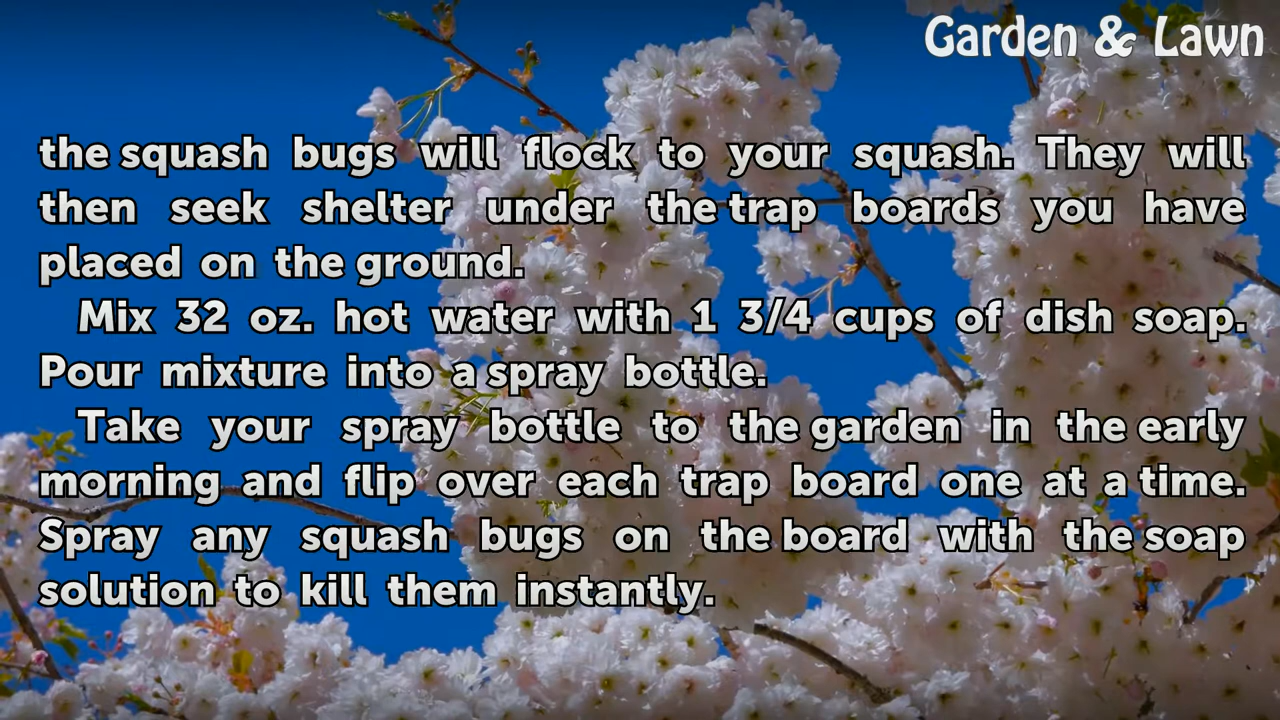 Garden & Lawn
the squash bugs will flock to your squash. They will
then seek shelter under the trap boards you have
placed on the ground.
Mix 32 oz. hot water with 1 3/4 cups of dish soap.
Pour mixture into a spray bottle.
Take your spray bottle to the garden in the early
morning and flip over each trap board one at a time.
Spray any squash bugs on the board with the soap
solution to kill them instantly.